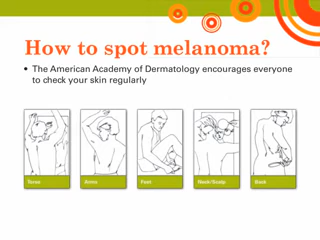 How to spot melanoma?
• The American Academy of Dermatology encourages everyone
to check your skin regularly
Torso Arms Feet Neck/Scalp Back